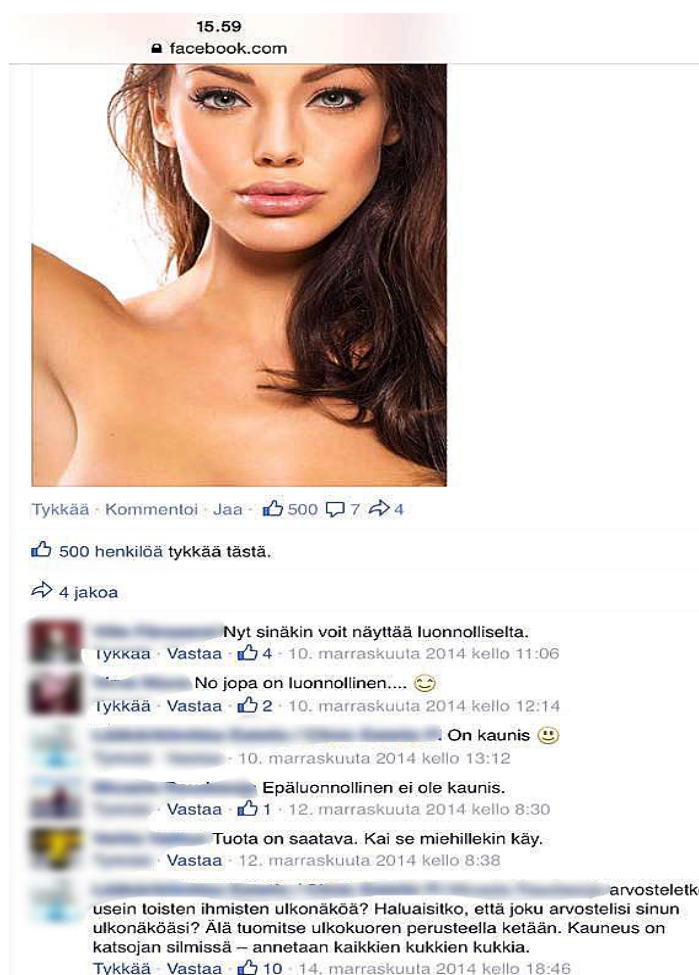 15.59
facebook.com
Tykkää · Kommentoi · Jaa · 500 7 4
500 henkilöä tykkää tästä.
4 jakoa
Nyt sinäkin voit näyttää luonnolliselta.
Tykkää · Vastaa · 4 · 10. marraskuuta 2014 kello 11:06
No jopa on luonnollinen....
Tykkää · Vastaa · 2 · 10. marraskuuta 2014 kello 12:14
. On kaunis
· 10. marraskuuta 2014 kello 13:12
Epäluonnollinen ei ole kaunis.
· Vastaa · 1 · 12. marraskuuta 2014 kello 8:30
Tuota on saatava. Kai se miehillekin käy.
· Vastaa · 12. marraskuuta 2014 kello 8:38
arvosteletk
usein toisten ihmisten ulkonäköä? Haluaisitko, että joku arvostelisi sinun
ulkonäköäsi? Älä tuomitse ulkokuoren perusteella ketään. Kauneus on
katsojan silmissä – annetaan kaikkien kukkien kukkia.
Tykkää · Vastaa · 10 · 14. marraskuuta 2014 kello 18:46